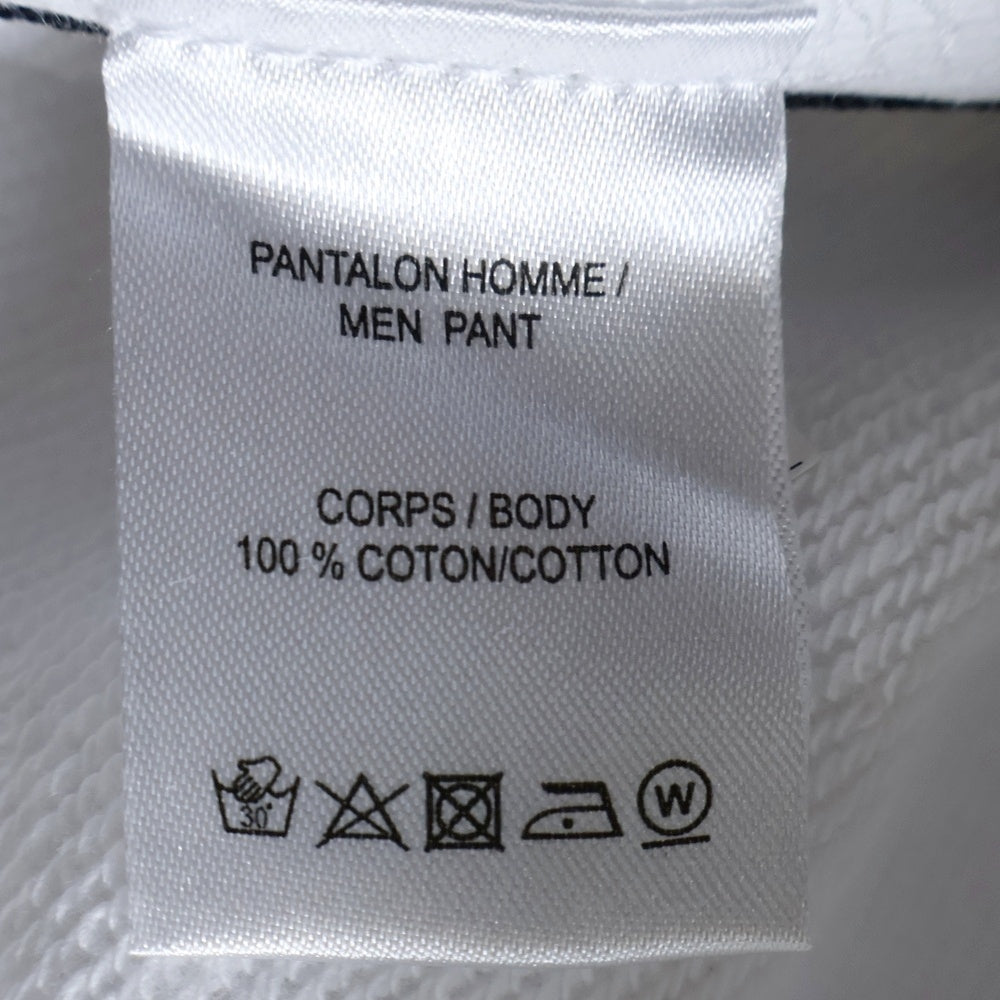 PANTALON HOMME /
MEN PANT
CORPS / BODY
100 % COTON/COTTON
30° W